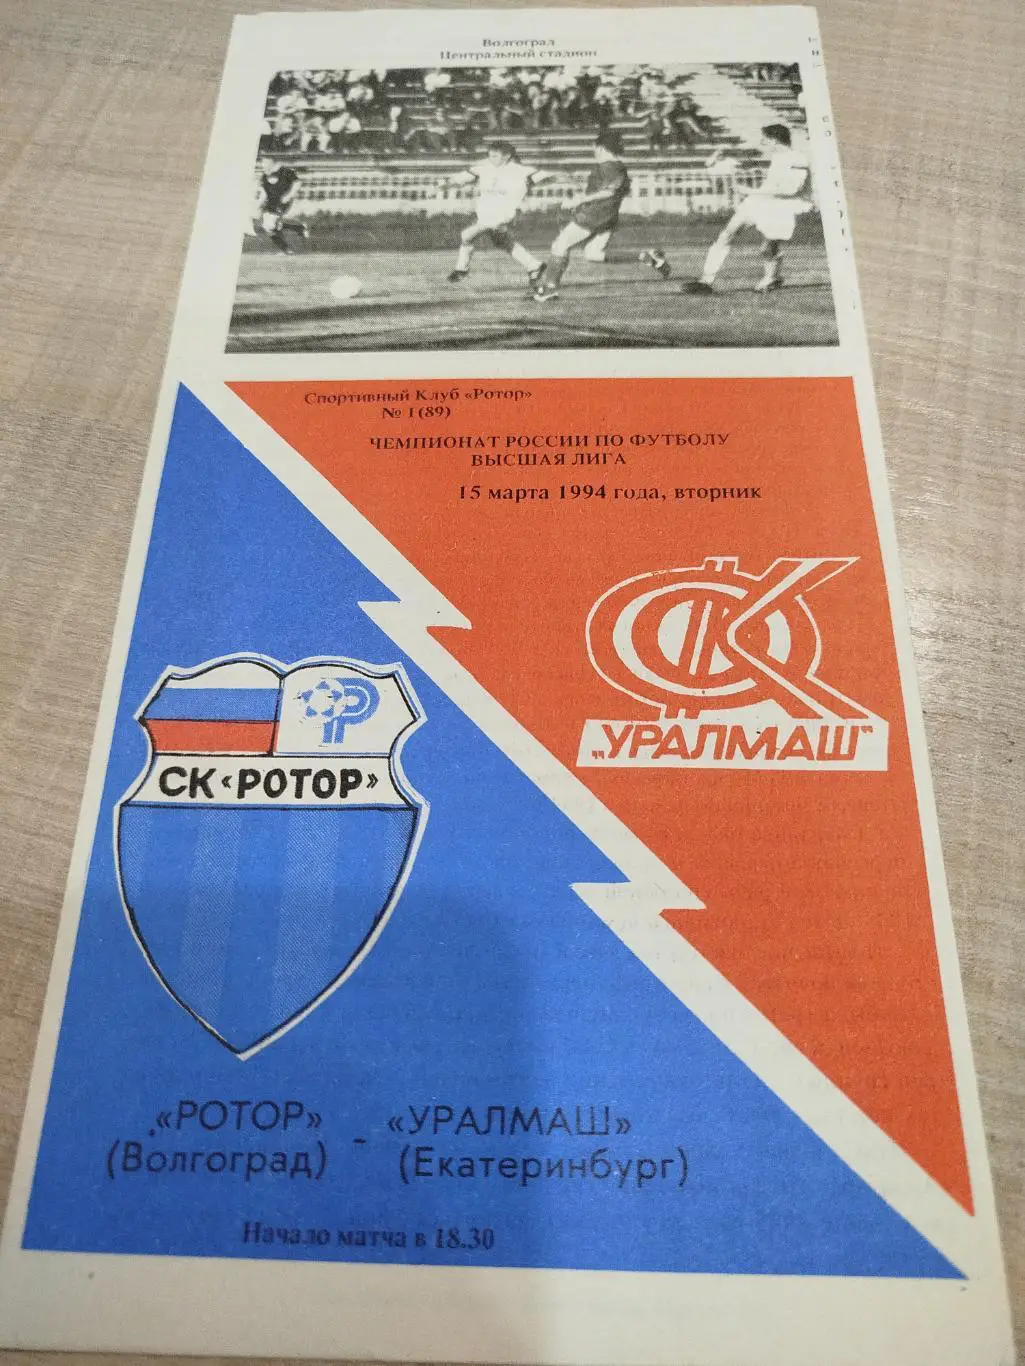 Волгоград
Центральный стадион
Спортивный Клуб «Ротор»
№ 1 (89)
ЧЕМПИОНАТ РОССИИ ПО ФУТБОЛУ
ВЫСШАЯ ЛИГА
15 марта 1994 года, вторник
СК
„УРАЛМАШ"
Р
СК «РОТОР»
«РОТОР» - «УРАЛМАШ»
(Волгоград) (Екатеринбург)
Начало матча в 18.30